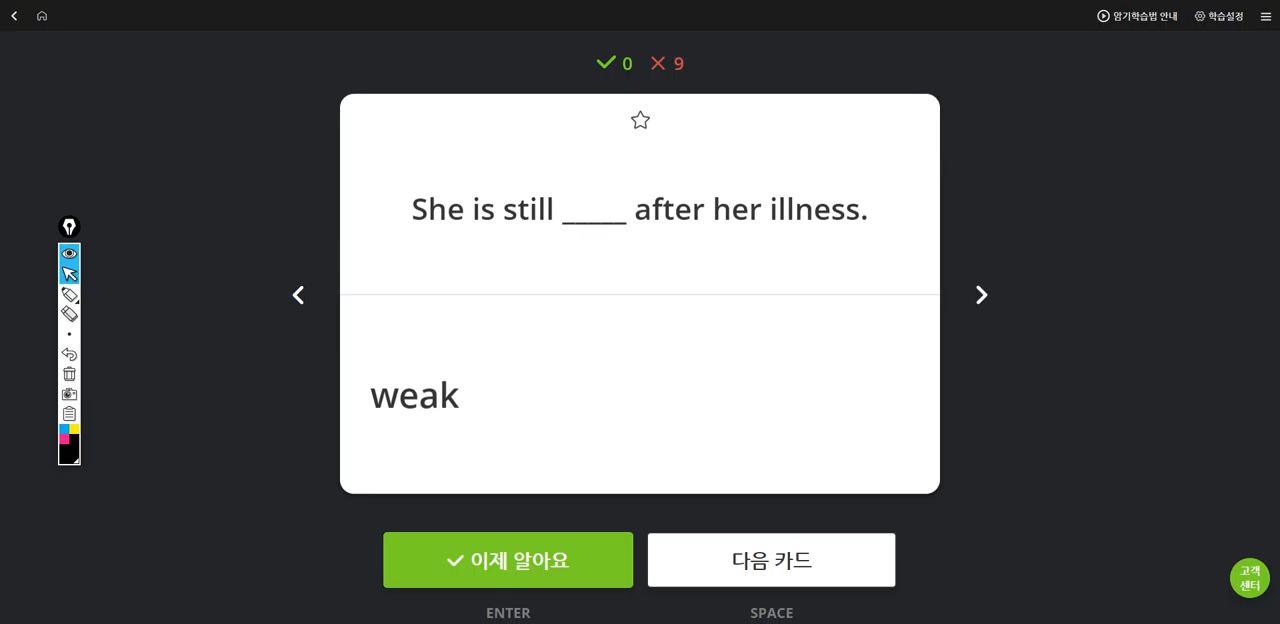 암기학습법 안내 학습설정
0 9
She is still _____ after her illness.
weak
이제 알아요 다음 카드
ENTER SPACE
고객
센터